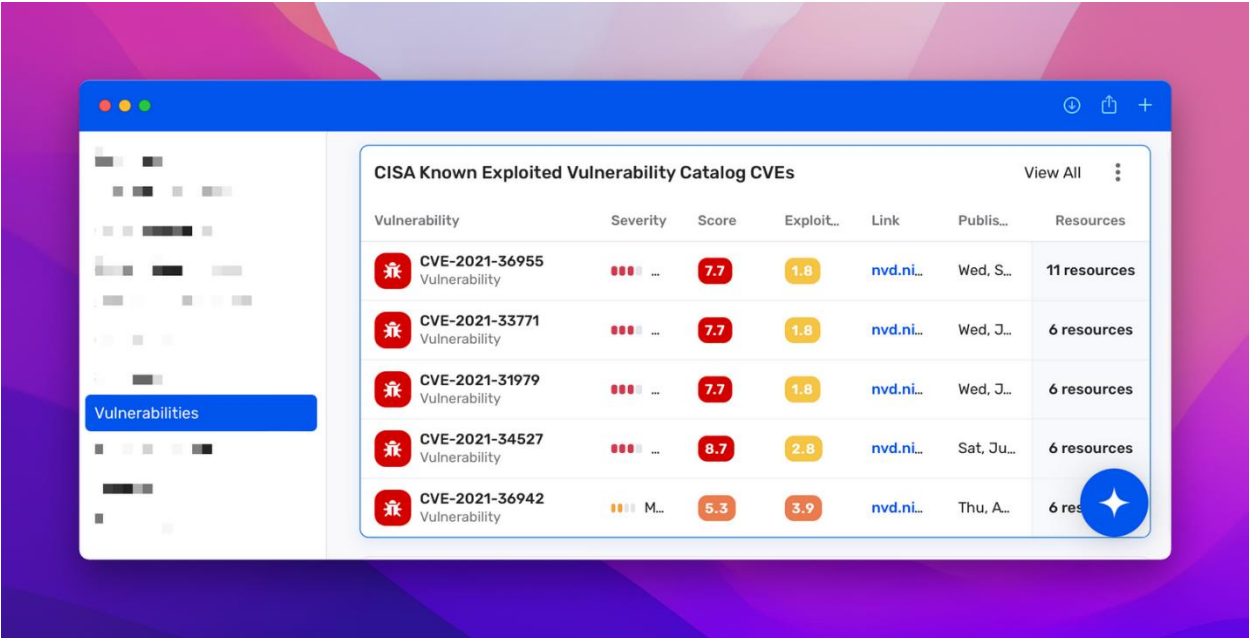 CISA Known Exploited Vulnerability Catalog CVEs View All
Vulnerability Severity Score Exploit... Link Publis... Resources
CVE-2021-36955 ... 7.7 1.8 nvd.ni... Wed, S... 11 resources
Vulnerability
CVE-2021-33771 ... 7.7 1.8 nvd.ni... Wed, J... 6 resources
Vulnerability
CVE-2021-31979 ... 7.7 1.8 nvd.ni... Wed, J... 6 resources
Vulnerability
Vulnerabilities
CVE-2021-34527 ... 8.7 2.8 nvd.ni... Sat, Ju... 6 resources
Vulnerability
CVE-2021-36942 M... 5.3 3.9 nvd.ni... Thu, A... 6 res
Vulnerability